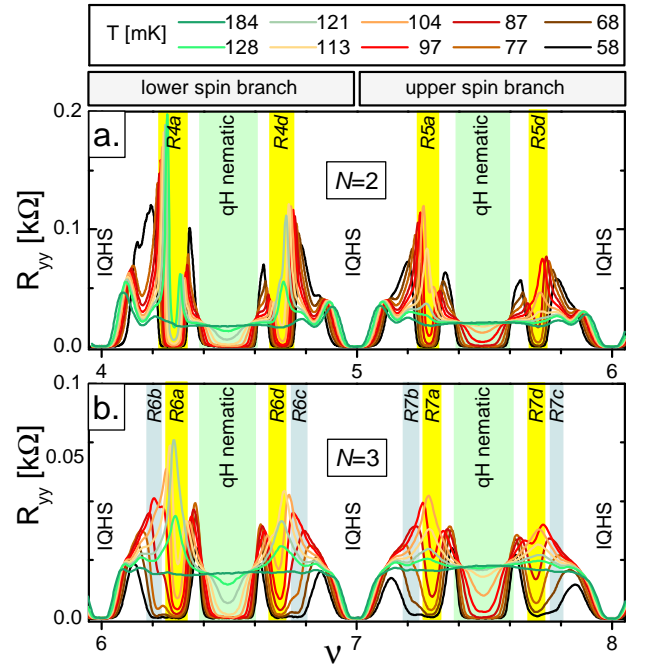 T [mK] 184 121 104 87 68
128 113 97 77 58
lower spin branch upper spin branch
a. R4a qH nematic R4d R5a qH nematic R5d
N=2
IQHS IQHS IQHS
R_yy [kΩ]
0.2
0.1
0.0
4 5 6
b. R6b R6a qH nematic R6d R6c R7b R7a qH nematic R7d R7c
N=3
IQHS IQHS IQHS
R_yy [kΩ]
0.1
0.05
0.0
6 7 8
ν